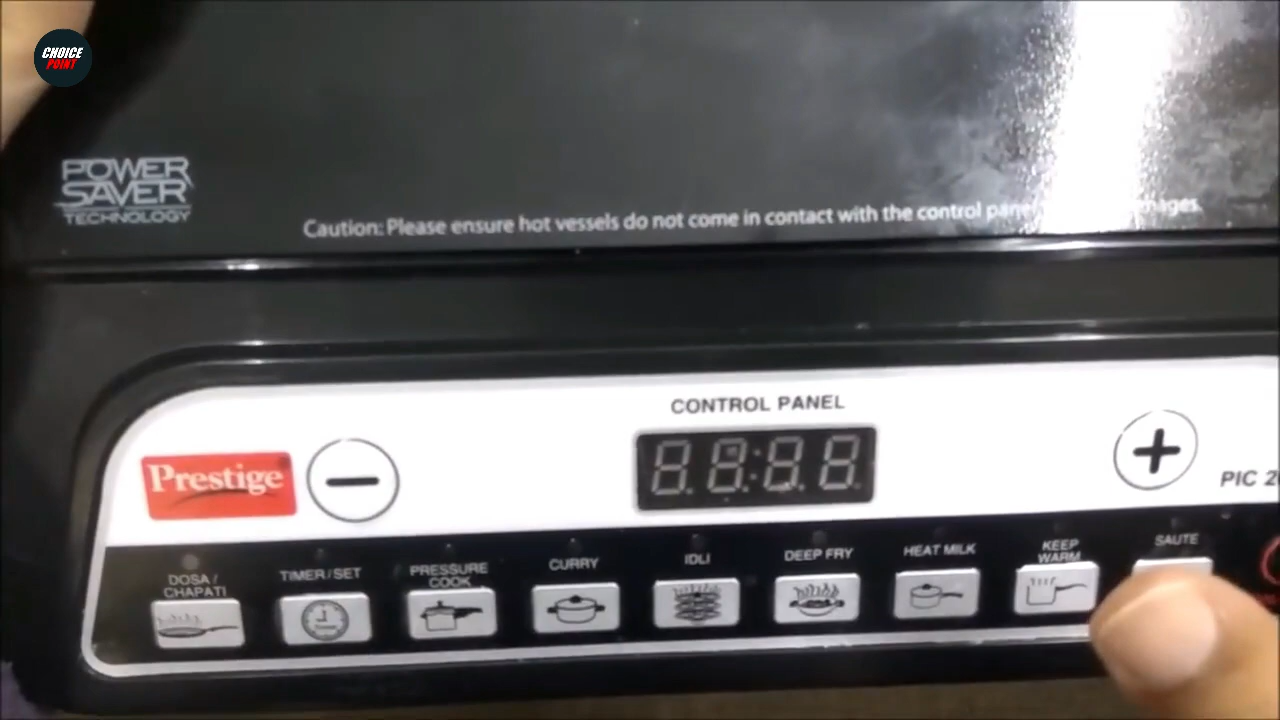 CHOICE
POINT
POWER
SAVER
TECHNOLOGY
Caution: Please ensure hot vessels do not come in contact with the control
CONTROL PANEL
Prestige
PIC
DOSA /
CHAPATI
TIMER/SET
PRESSURE
COOK
CURRY
IDLI
DEEP FRY
HEAT MILK
KEEP
WARM
SAUTE